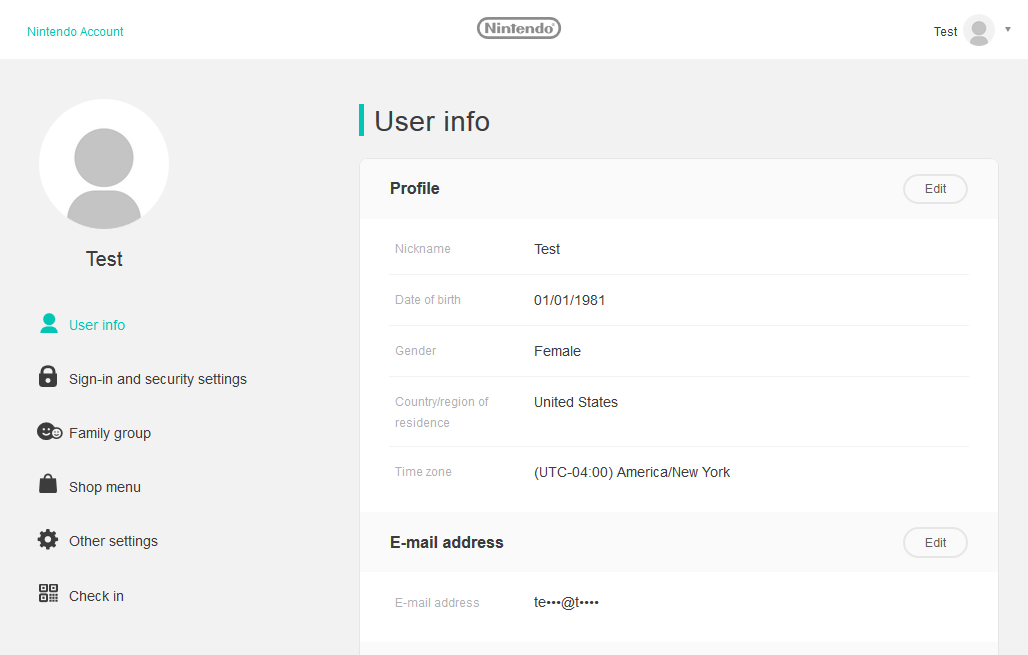 Nintendo Account
Nintendo
Test
Test
User info
Sign-in and security settings
Family group
Shop menu
Other settings
Check in
User info
Profile
Edit
Nickname
Test
Date of birth
01/01/1981
Gender
Female
Country/region of
residence
United States
Time zone
(UTC-04:00) America/New York
E-mail address
Edit
E-mail address
te•••@t••••